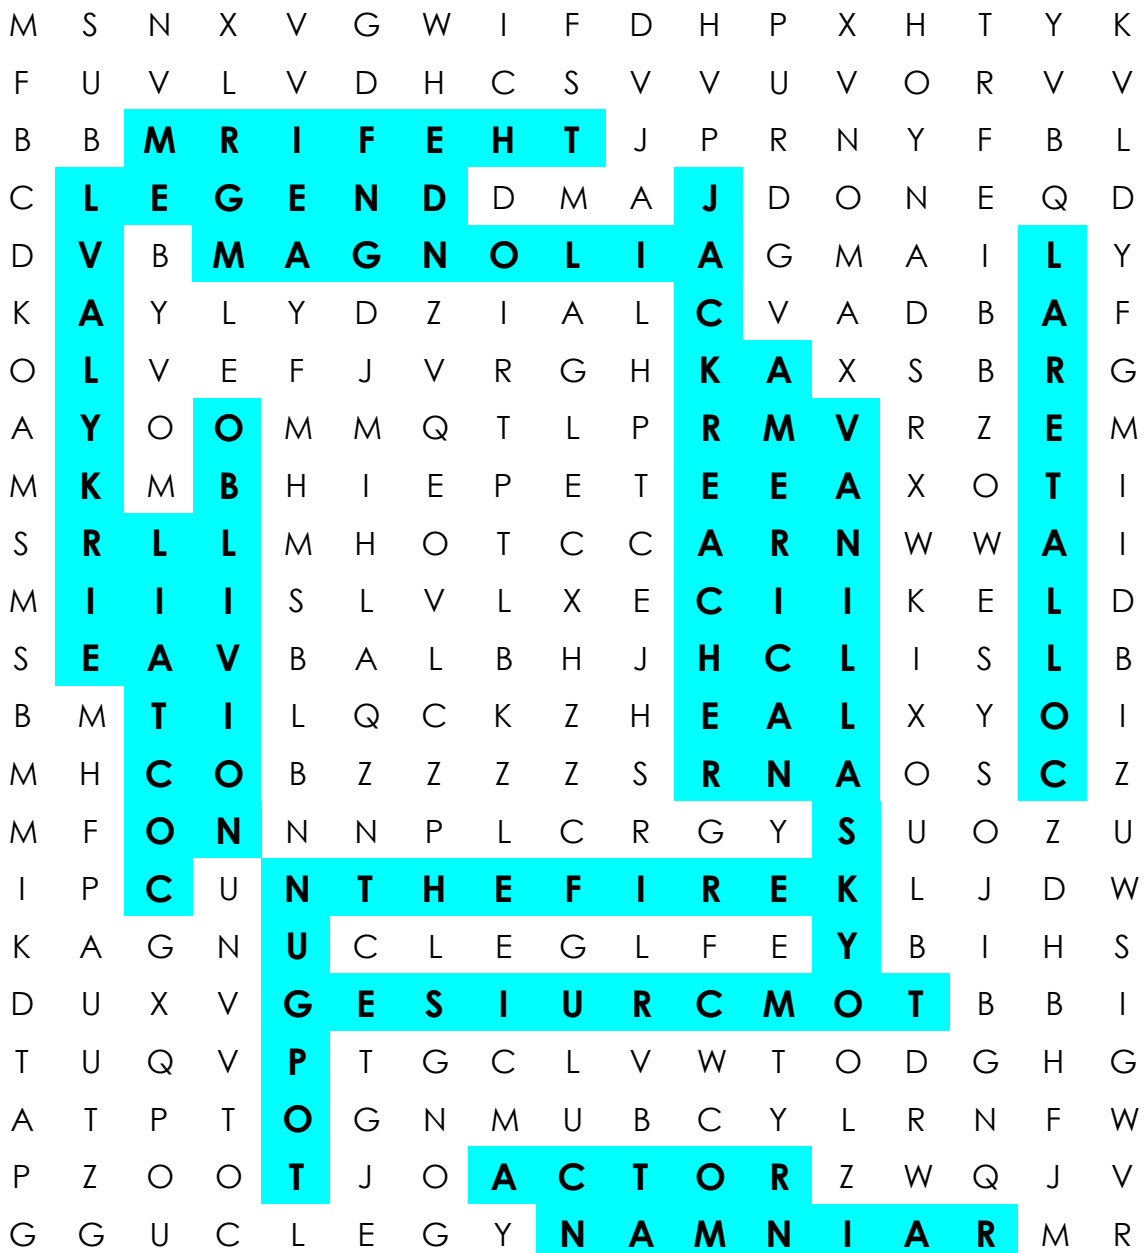 M S N X V G W I F D H P X H T Y K
F U V L V D H C S V V U V O R V V
B B M R I F E H T J P R N Y F B L
C L E G E N D D M A J D O N E Q D
D V B M A G N O L I A G M A I L Y
K A Y L Y D Z I A L C V A D B A F
O L V E F J V R G H K A X S B R G
A Y O O M M Q T L P R M V R Z E M
M K M B H I E P E T E E A X O T I
S R L L M H O T C C A R N W W A I
M I I I S L V L X E C I I K E L D
S E A V B A L B H J H C L I S L B
B M T I L Q C K Z H E A L X Y O I
M H C O B Z Z Z Z S R N A O S C Z
M F O N N N P L C R G Y S U O Z U
I P C U N T H E F I R E K L J D W
K A G N U C L E G L F E Y B I H S
D U X V G E S I U R C M O T B B I
T U Q V P T G C L V W T O D G H G
A T P T O G N M U B C Y L R N F W
P Z O O T J O A C T O R Z W Q J V
G G U C L E G Y N A M N I A R M R